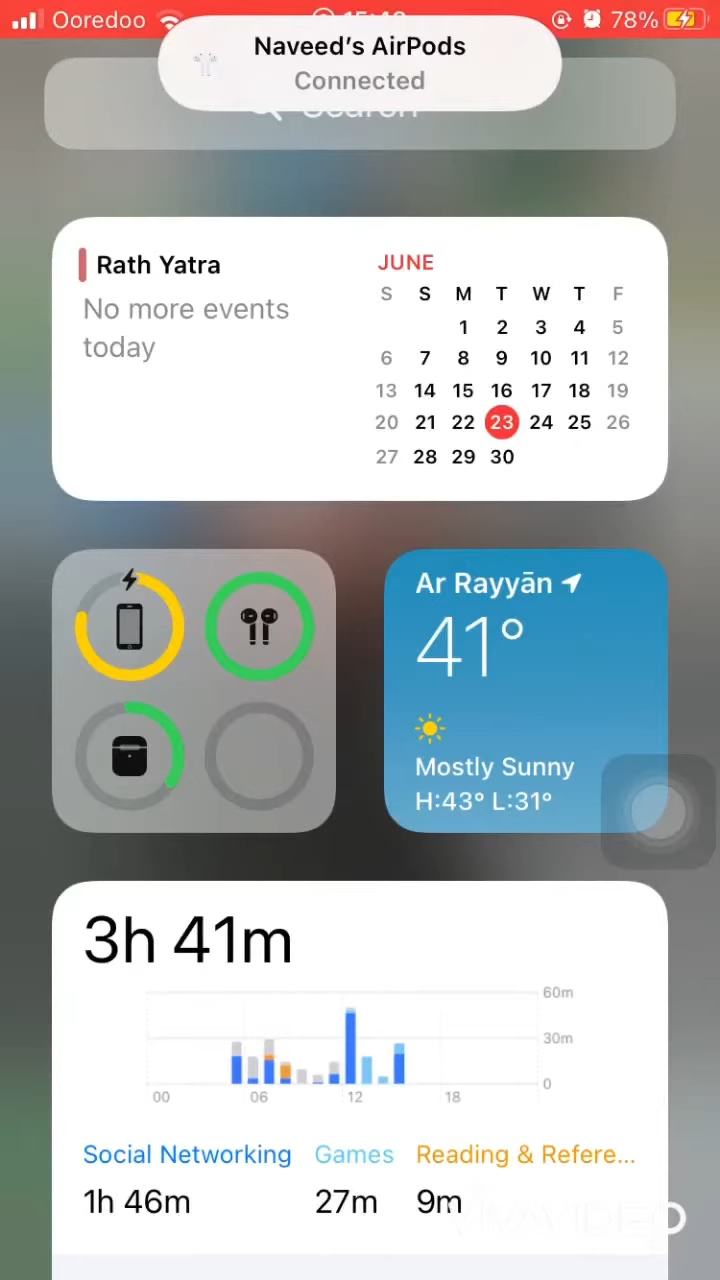 Ooredoo
78%
Naveed's AirPods
Connected
Search
Rath Yatra
No more events
today
JUNE
S S M T W T F
1 2 3 4 5
6 7 8 9 10 11 12
13 14 15 16 17 18 19
20 21 22 23 24 25 26
27 28 29 30
Ar Rayyān
41°
Mostly Sunny
H:43° L:31°
3h 41m
60m
30m
0
00 06 12 18
Social Networking Games Reading & Refere...
1h 46m 27m 9m
VIVAVIDEO